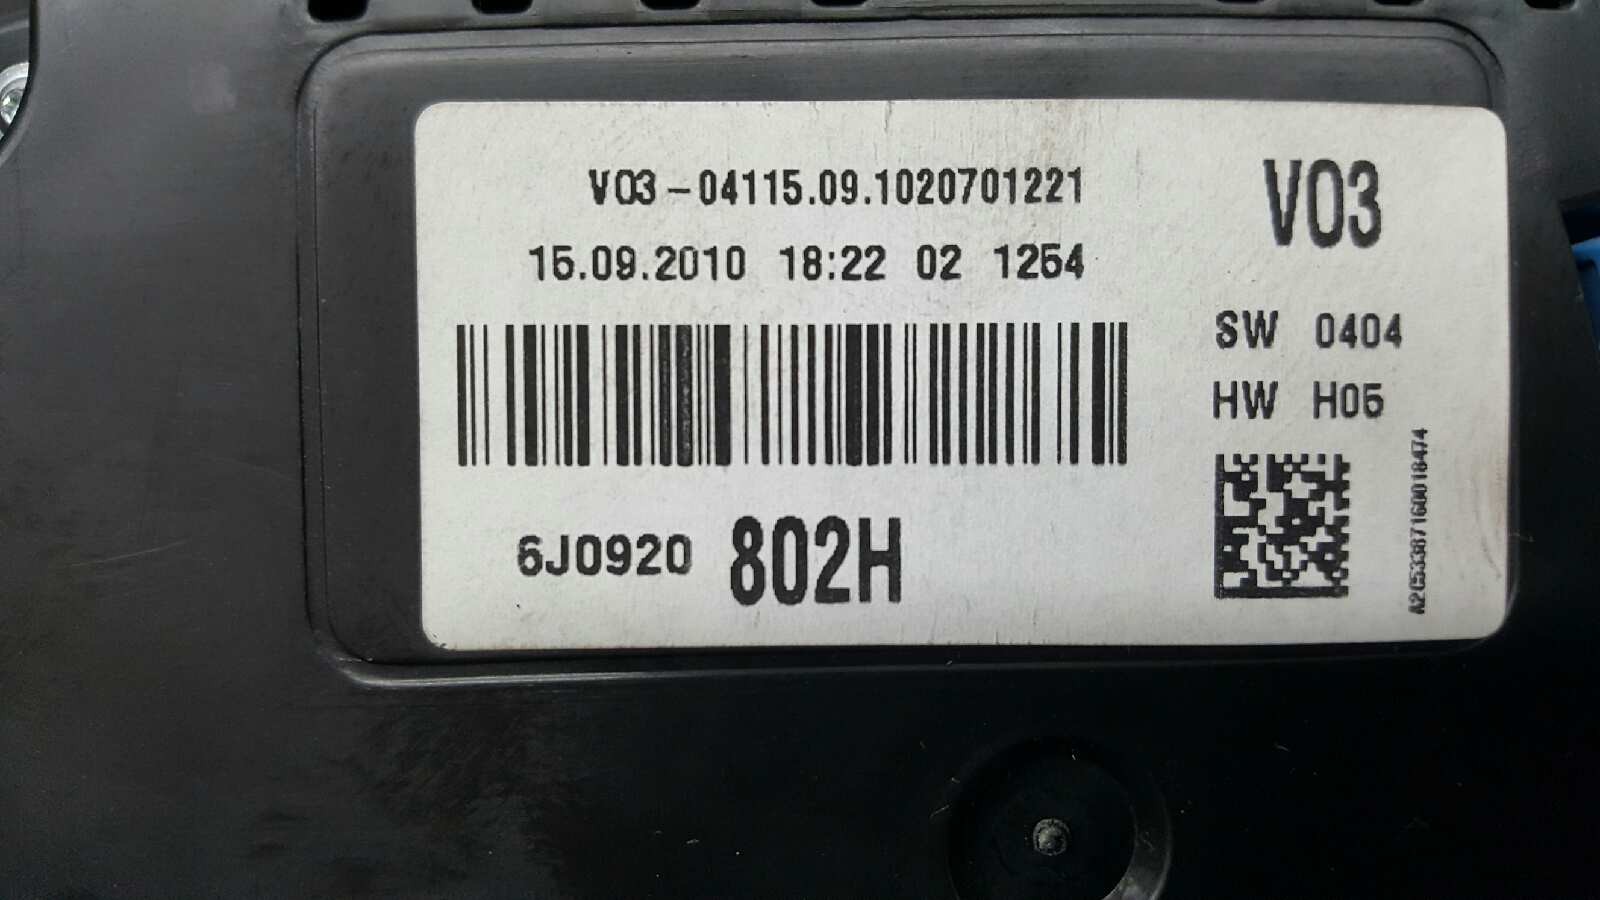 V03-04115.09.1020701221
15.09.2010 18:22 02 1254
V03
SW 0404
HW H05
6J0920 802H
A2C53387160018474